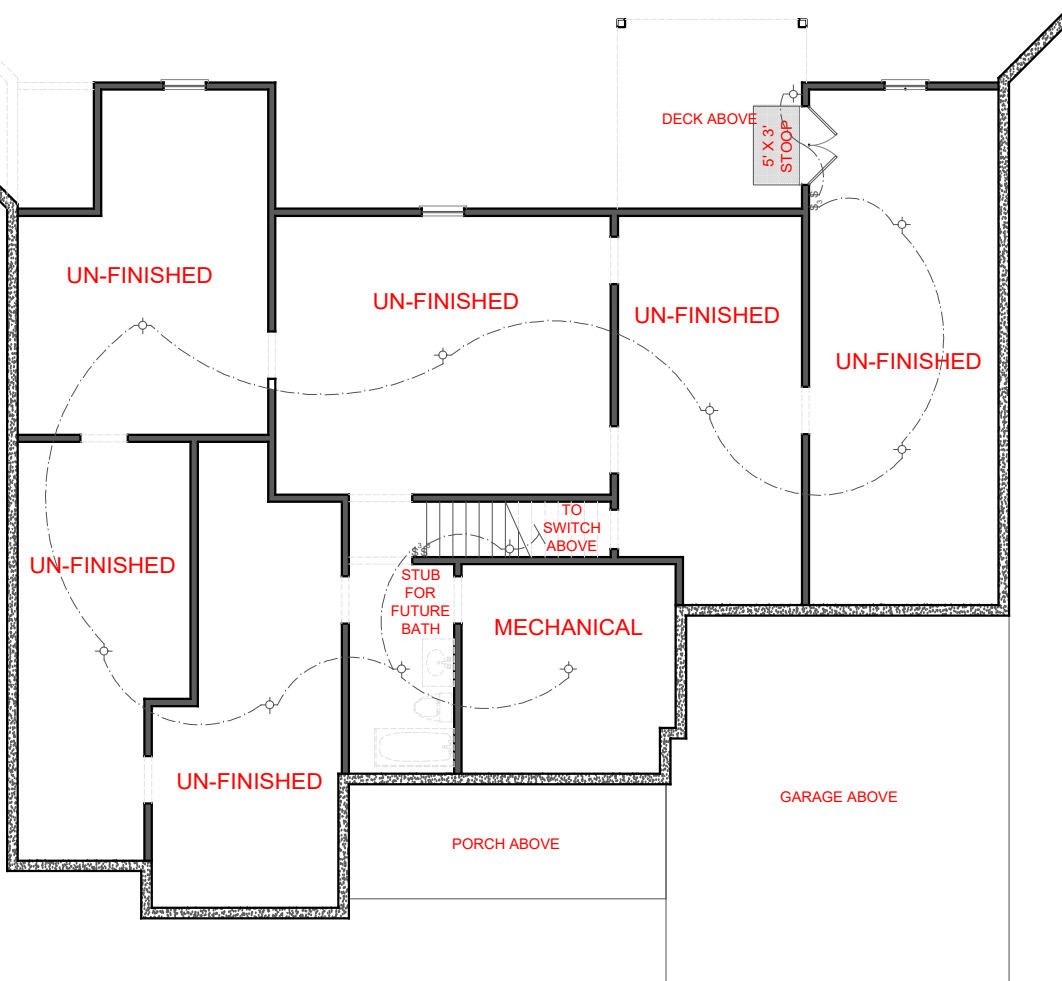 DECK ABOVE
5' X 3'
STOOP
$ $
3
UN-FINISHED
UN-FINISHED
UN-FINISHED
UN-FINISHED
TO
SWITCH
ABOVE
UN-FINISHED
STUB
FOR
FUTURE
BATH
MECHANICAL
UN-FINISHED
GARAGE ABOVE
PORCH ABOVE